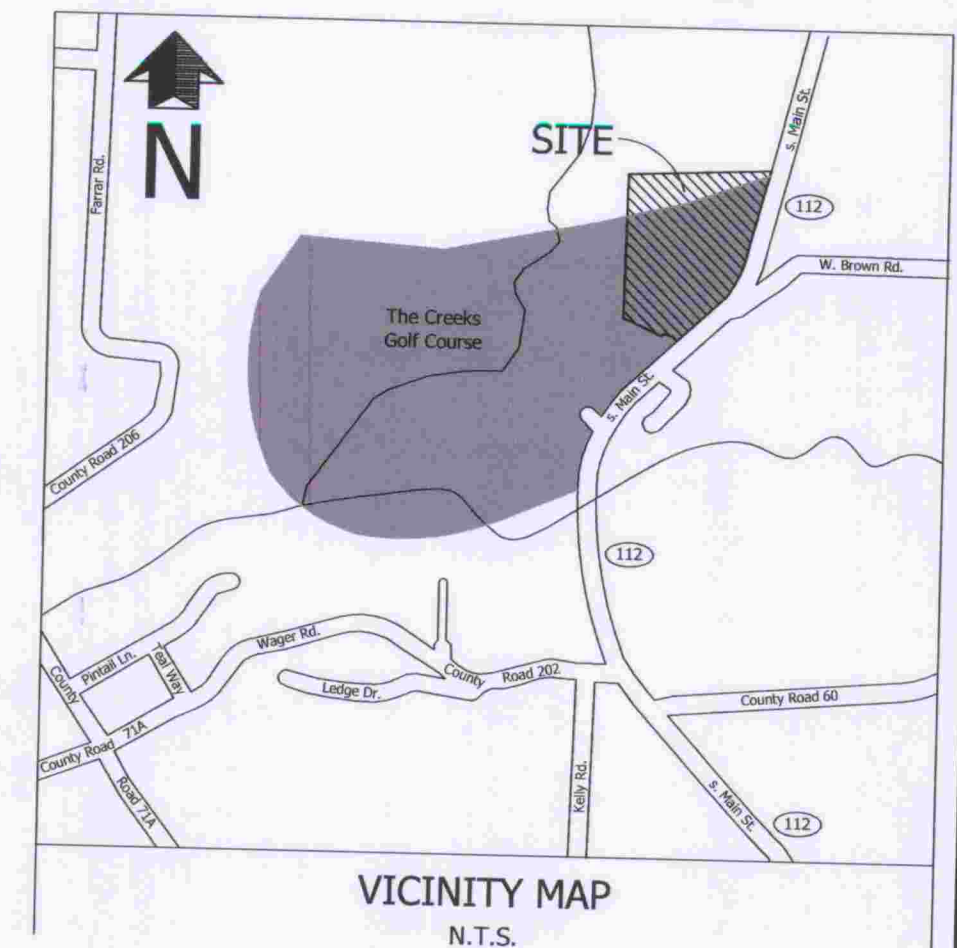 N
Farrar Rd.
SITE
s. Main St.
112
W. Brown Rd.
The Creeks
Golf Course
s. Main St.
County Road 206
112
Pintail Ln.
Teal Way
Wager Rd.
County
Road 71A
County Road 71A
Ledge Dr.
County Road 202
County Road 60
Kelly Rd.
s. Main St.
112
VICINITY MAP
N.T.S.